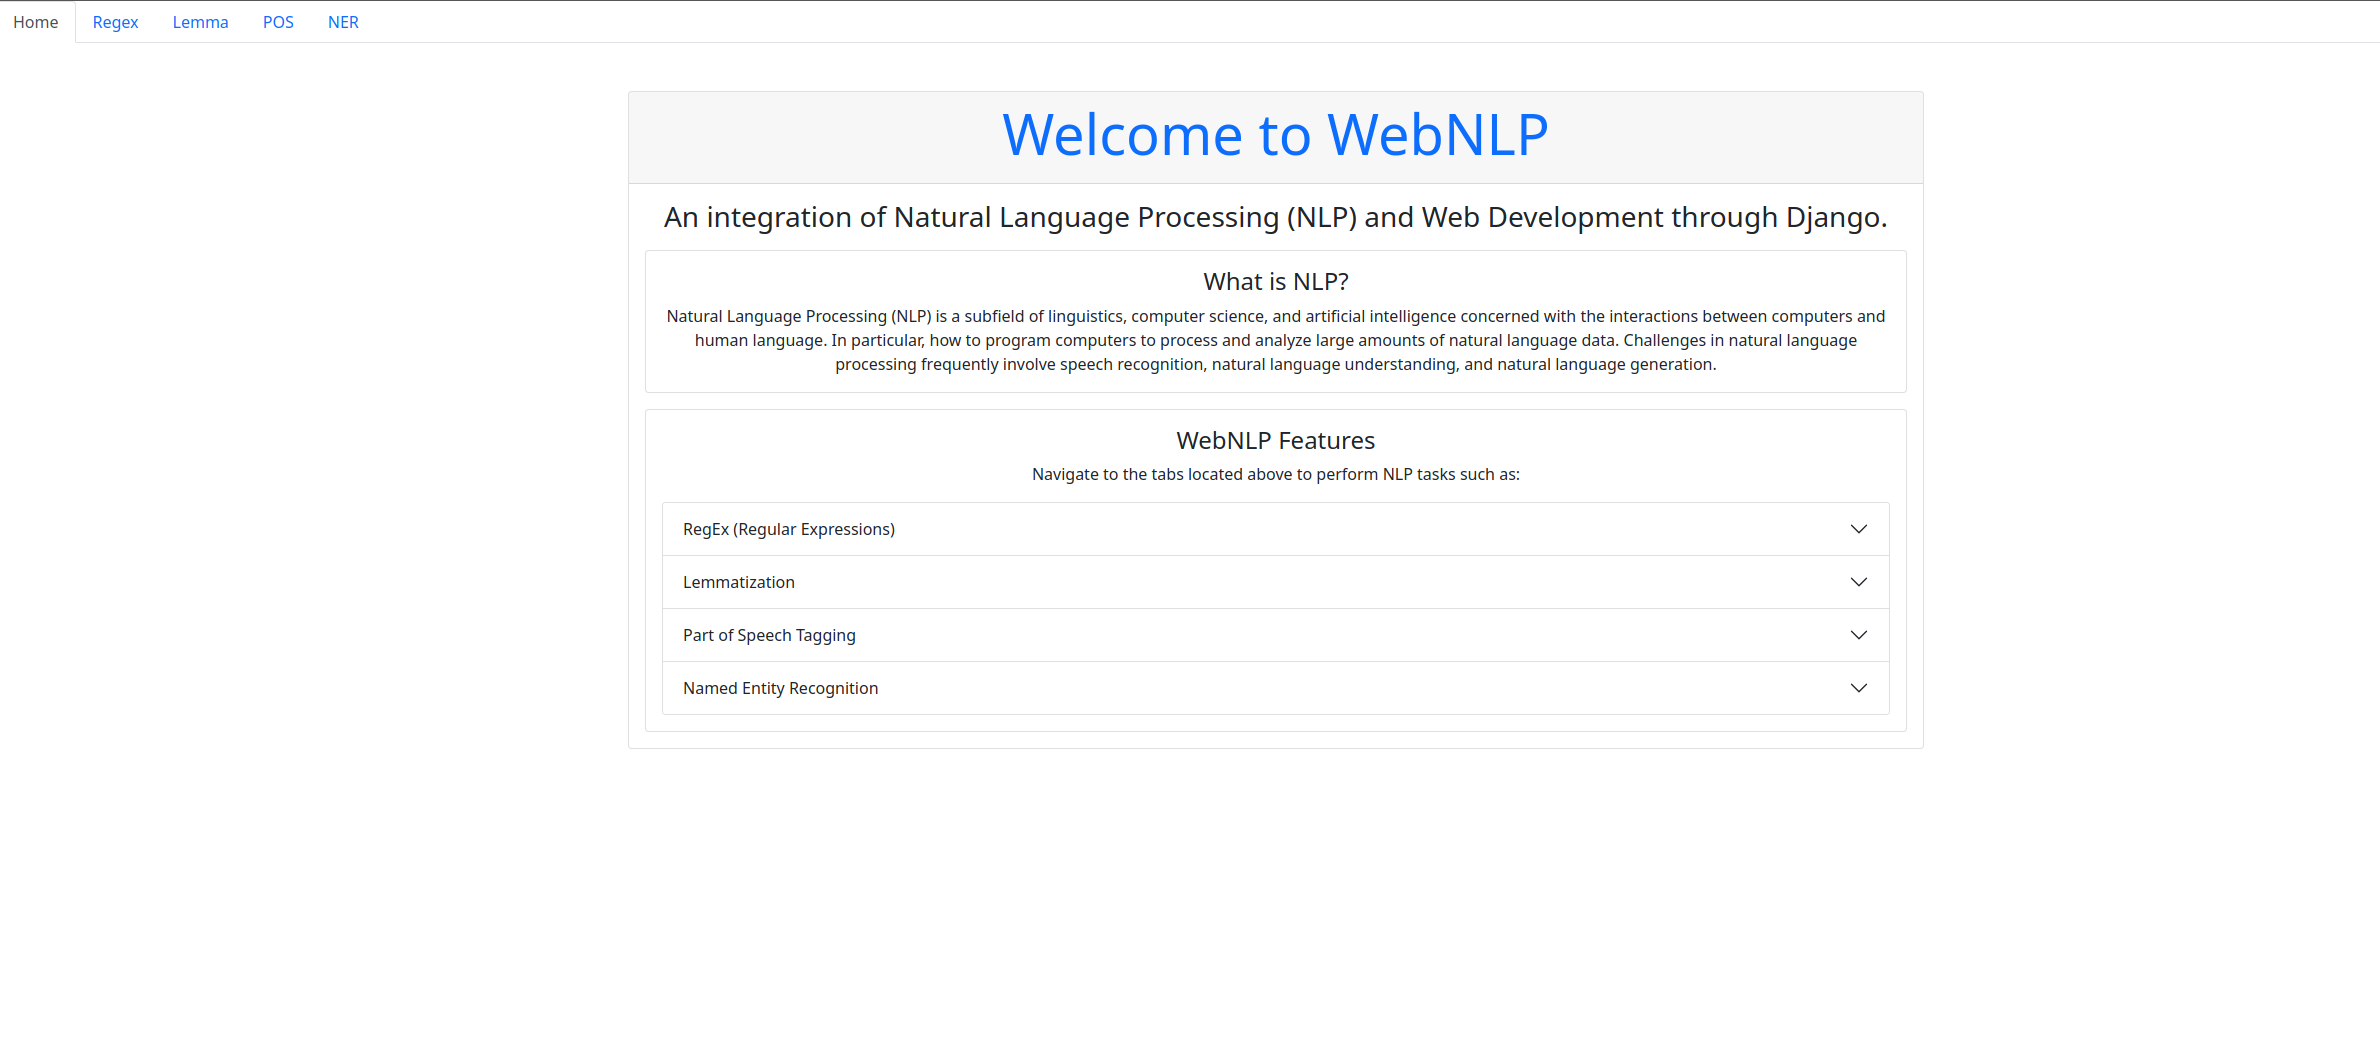 Home Regex Lemma POS NER
Welcome to WebNLP
An integration of Natural Language Processing (NLP) and Web Development through Django.
What is NLP?
Natural Language Processing (NLP) is a subfield of linguistics, computer science, and artificial intelligence concerned with the interactions between computers and
human language. In particular, how to program computers to process and analyze large amounts of natural language data. Challenges in natural language
processing frequently involve speech recognition, natural language understanding, and natural language generation.
WebNLP Features
Navigate to the tabs located above to perform NLP tasks such as:
RegEx (Regular Expressions)
Lemmatization
Part of Speech Tagging
Named Entity Recognition